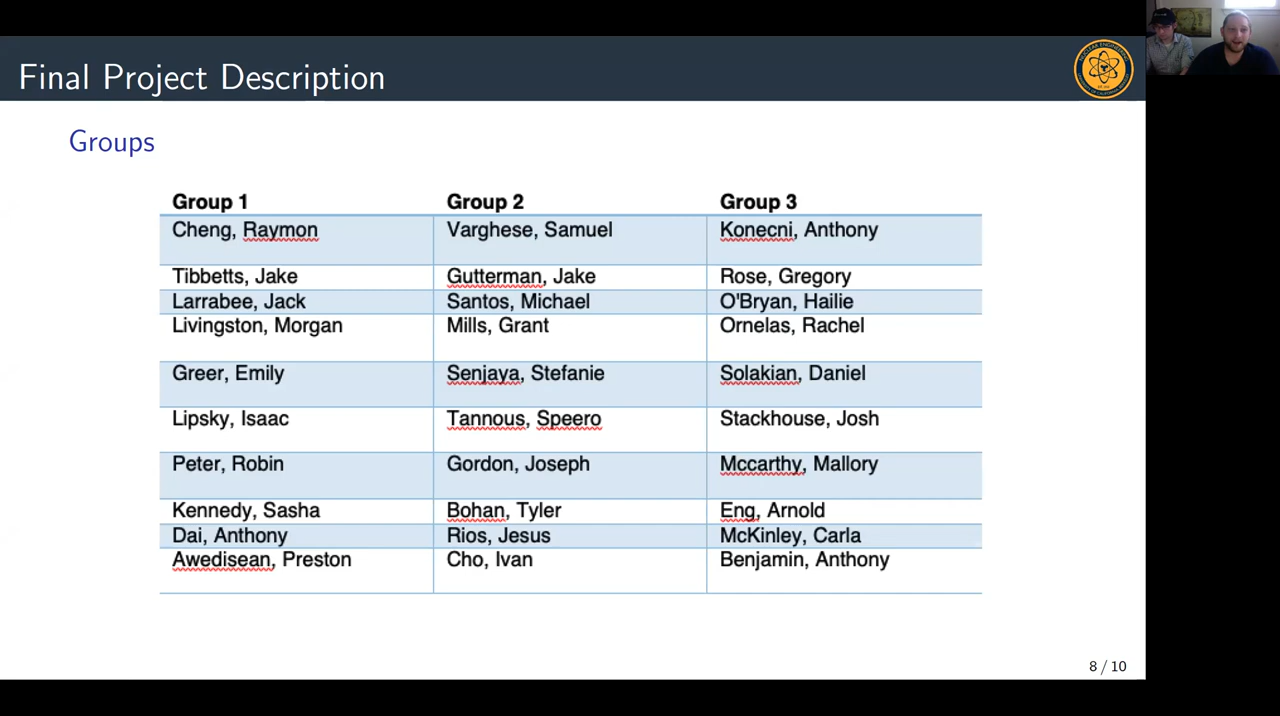 Final Project Description
Groups
Group 1 Group 2 Group 3
Cheng, Raymon Varghese, Samuel Konecni, Anthony
Tibbetts, Jake Gutterman, Jake Rose, Gregory
Larrabee, Jack Santos, Michael O'Bryan, Hailie
Livingston, Morgan Mills, Grant Ornelas, Rachel
Greer, Emily Senjaya, Stefanie Solakian, Daniel
Lipsky, Isaac Tannous, Speero Stackhouse, Josh
Peter, Robin Gordon, Joseph Mccarthy, Mallory
Kennedy, Sasha Bohan, Tyler Eng, Arnold
Dai, Anthony Rios, Jesus McKinley, Carla
Awedisean, Preston Cho, Ivan Benjamin, Anthony
8 / 10